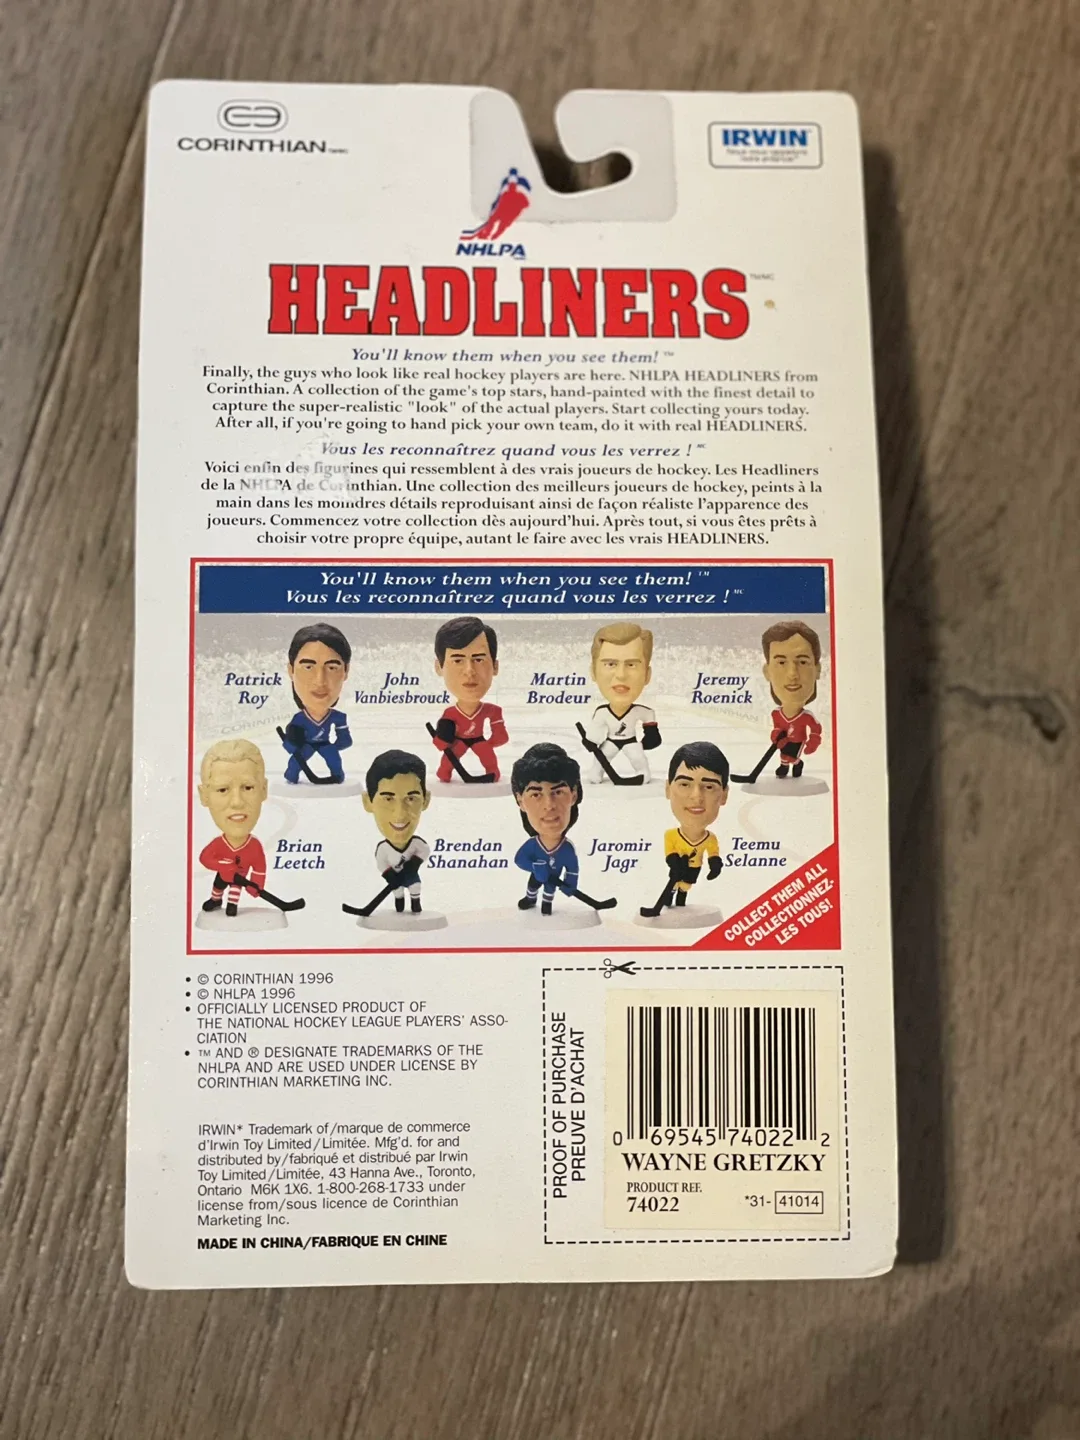 CORINTHIAN
IRWIN
NHLPA
HEADLINERS
You'll know them when you see them! ™
Finally, the guys who look like real hockey players are here. NHLPA HEADLINERS from
Corinthian. A collection of the game's top stars, hand-painted with the finest detail to
capture the super-realistic "look" of the actual players. Start collecting yours today.
After all, if you're going to hand pick your own team, do it with real HEADLINERS.
Vous les reconnaîtrez quand vous les verrez ! MC
Voici enfin des figurines qui ressemblent à des vrais joueurs de hockey. Les Headliners
de la NHLPA de Corinthian. Une collection des meilleurs joueurs de hockey, peints à la
main dans les moindres détails reproduisant ainsi de façon réaliste l'apparence des
joueurs. Commencez votre collection dès aujourd'hui. Après tout, si vous êtes prêts à
choisir votre propre équipe, autant le faire avec les vrais HEADLINERS.
You'll know them when you see them! ™
Vous les reconnaîtrez quand vous les verrez ! MC
Patrick
Roy
John
Vanbiesbrouck
Martin
Brodeur
Jeremy
Roenick
Brian
Leetch
Brendan
Shanahan
Jaromir
Jagr
Teemu
Selanne
COLLECT THEM ALL
COLLECTIONNEZ-
LES TOUS!
• © CORINTHIAN 1996
• © NHLPA 1996
• OFFICIALLY LICENSED PRODUCT OF
THE NATIONAL HOCKEY LEAGUE PLAYERS' ASSO-
CIATION
• ™ AND ® DESIGNATE TRADEMARKS OF THE
NHLPA AND ARE USED UNDER LICENSE BY
CORINTHIAN MARKETING INC.
IRWIN* Trademark of/marque de commerce
d'Irwin Toy Limited/Limitée. Mfg'd. for and
distributed by/fabriqué et distribué par Irwin
Toy Limited/Limitée, 43 Hanna Ave., Toronto,
Ontario M6K 1X6. 1-800-268-1733 under
license from/sous licence de Corinthian
Marketing Inc.
MADE IN CHINA/FABRIQUE EN CHINE
PROOF OF PURCHASE
PREUVE D'ACHAT
0 69545 74022 2
WAYNE GRETZKY
PRODUCT REF.
74022
*31- 41014